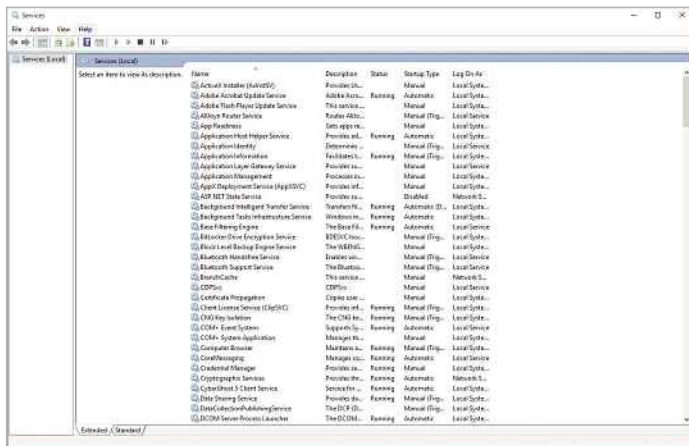 Services
File Action View Help
Services (Local)
Services (Local)
Select an item to view its description.
Name Description Status Startup Type Log On As
ActiveX Installer (AxInstSV) Provides Us... Manual Local Syste...
Adobe Acrobat Update Service Adobe Acro... Running Automatic Local Syste...
Adobe Flash Player Update Service This service ... Manual Local Syste...
AllJoyn Router Service Routes AllJo... Manual (Trig... Local Service
App Readiness Gets apps re... Manual Local Syste...
Application Host Helper Service Provides ad... Running Automatic Local Syste...
Application Identity Determines ... Manual (Trig... Local Service
Application Information Facilitates t... Running Manual (Trig... Local Syste...
Application Layer Gateway Service Provides su... Manual Local Service
Application Management Processes in... Manual Local Syste...
AppX Deployment Service (AppXSVC) Provides inf... Manual Local Syste...
ASP.NET State Service Provides su... Disabled Network S...
Background Intelligent Transfer Service Transfers fil... Running Automatic (D... Local Syste...
Background Tasks Infrastructure Service Windows in... Running Automatic Local Syste...
Base Filtering Engine The Base Fil... Running Automatic Local Service
BitLocker Drive Encryption Service BDESVC hos... Manual (Trig... Local Syste...
Block Level Backup Engine Service The WBENG... Manual Local Syste...
Bluetooth Handsfree Service Enables wir... Manual (Trig... Local Service
Bluetooth Support Service The Bluetoo... Manual (Trig... Local Service
BranchCache This service ... Manual Network S...
CDPSvc CDPSvc Manual Local Service
Certificate Propagation Copies user ... Manual Local Syste...
Client License Service (ClipSVC) Provides inf... Running Manual (Trig... Local Syste...
CNG Key Isolation The CNG ke... Running Manual (Trig... Local Syste...
COM+ Event System Supports Sy... Running Automatic Local Service
COM+ System Application Manages th... Manual Local Syste...
Computer Browser Maintains a... Running Manual (Trig... Local Syste...
CoreMessaging Manages co... Running Automatic Local Service
Credential Manager Provides se... Running Manual Local Syste...
Cryptographic Services Provides thr... Running Automatic Network S...
CyberGhost 5 Client Service Service for ... Running Automatic Local Syste...
Data Sharing Service Provides da... Running Manual (Trig... Local Syste...
DataCollectionPublishingService The DCP (D... Manual (Trig... Local Syste...
DCOM Server Process Launcher The DCOM... Running Automatic Local Syste...
Extended Standard